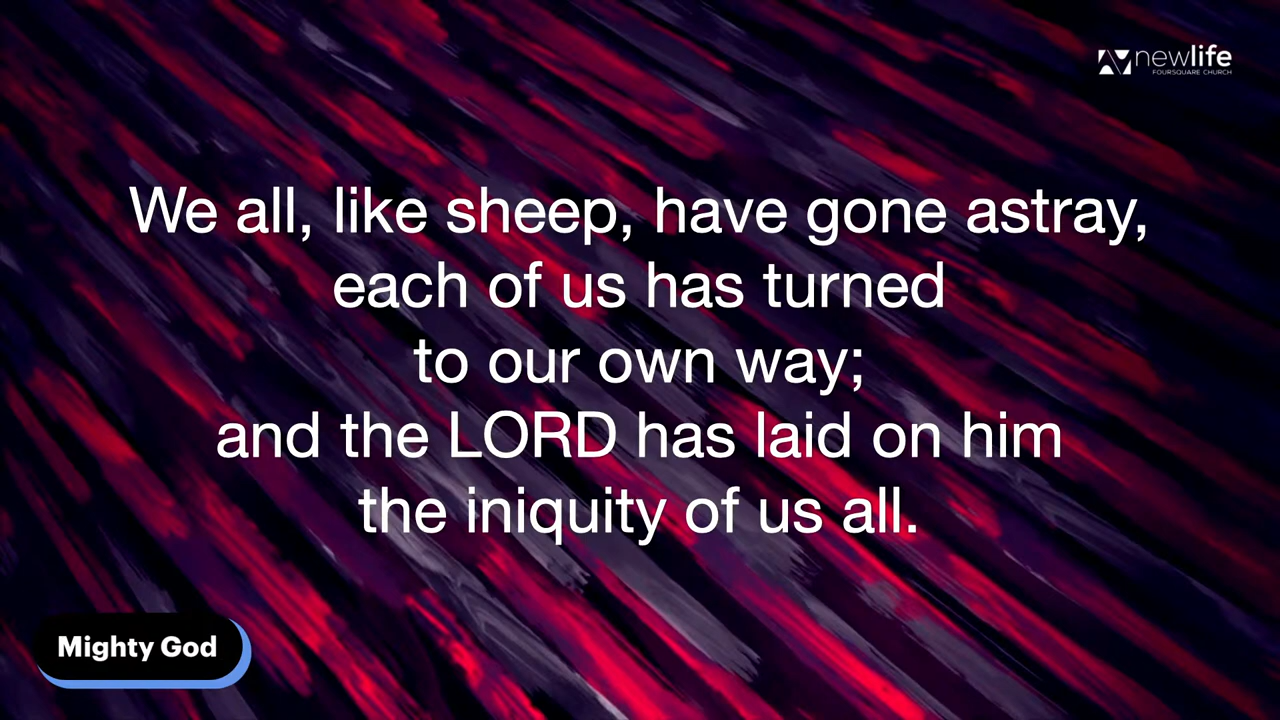 newlife
FOURSQUARE CHURCH
We all, like sheep, have gone astray,
each of us has turned
to our own way;
and the LORD has laid on him
the iniquity of us all.
Mighty God